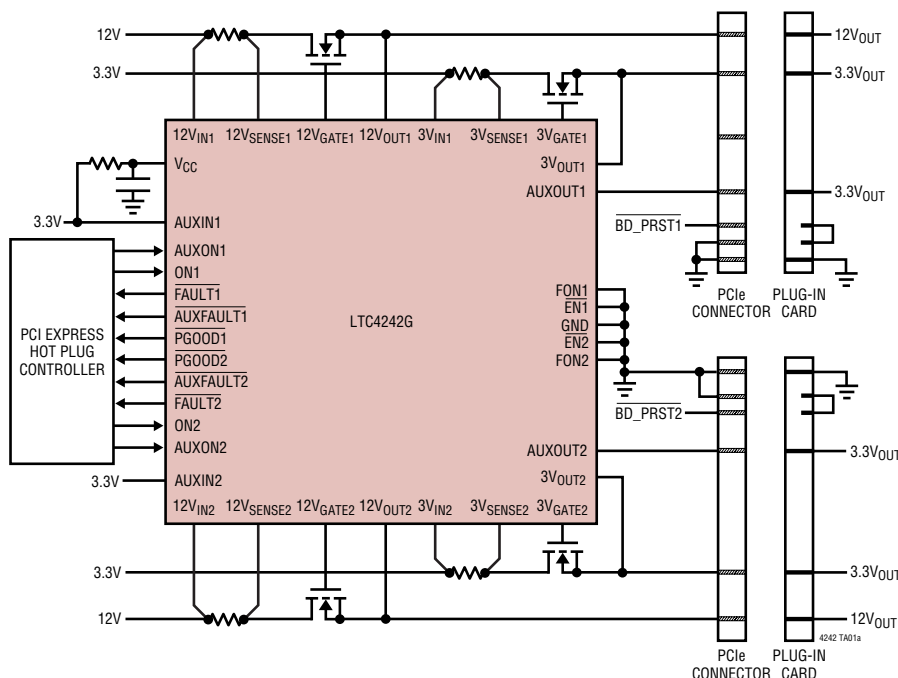 12V
12VOUT
3.3V
3.3VOUT
12VIN1 12VSENSE1 12VGATE1 12VOUT1 3VIN1 3VSENSE1 3VGATE1
VCC
3VOUT1
AUXOUT1
3.3VOUT
3.3V
AUXIN1
BD_PRST1
PCI EXPRESS
HOT PLUG
CONTROLLER
AUXON1
ON1
FAULT1
AUXFAULT1
PGOOD1
PGOOD2
AUXFAULT2
FAULT2
ON2
AUXON2
LTC4242G
FON1
EN1
GND
EN2
FON2
PCIe
CONNECTOR
PLUG-IN
CARD
BD_PRST2
3.3V
AUXIN2
AUXOUT2
3.3VOUT
3VOUT2
12VIN2 12VSENSE2 12VGATE2 12VOUT2 3VIN2 3VSENSE2 3VGATE2
3.3V
3.3VOUT
12V
12VOUT
4242 TA01a
PCIe
CONNECTOR
PLUG-IN
CARD